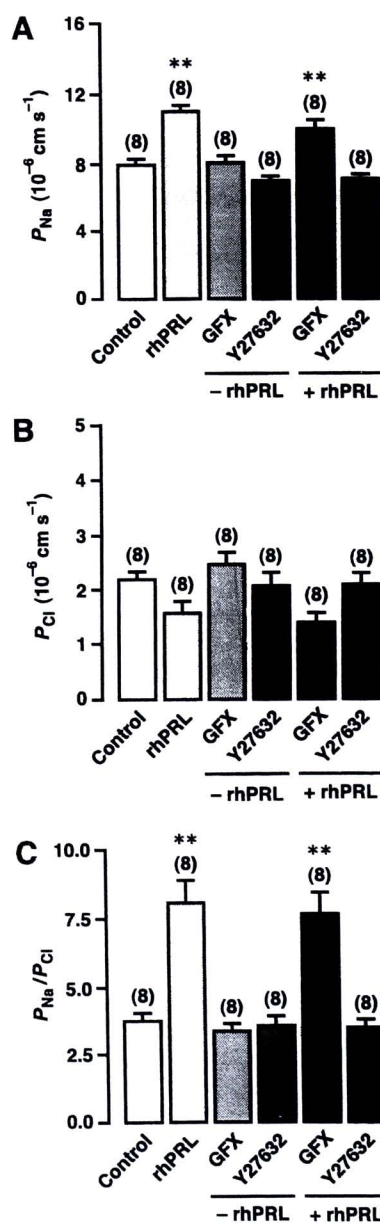 A
16
12
8
4
0
P_Na (10⁻⁶ cm s⁻¹)
** **
(8) (8) (8) (8) (8) (8)
Control rhPRL GFX Y27632 GFX Y27632
– rhPRL + rhPRL
B
5
4
3
2
1
0
P_Cl (10⁻⁶ cm s⁻¹)
(8) (8) (8) (8) (8) (8)
Control rhPRL GFX Y27632 GFX Y27632
– rhPRL + rhPRL
C
10.0
7.5
5.0
2.5
0.0
P_Na/P_Cl
** **
(8) (8) (8) (8) (8) (8)
Control rhPRL GFX Y27632 GFX Y27632
– rhPRL + rhPRL